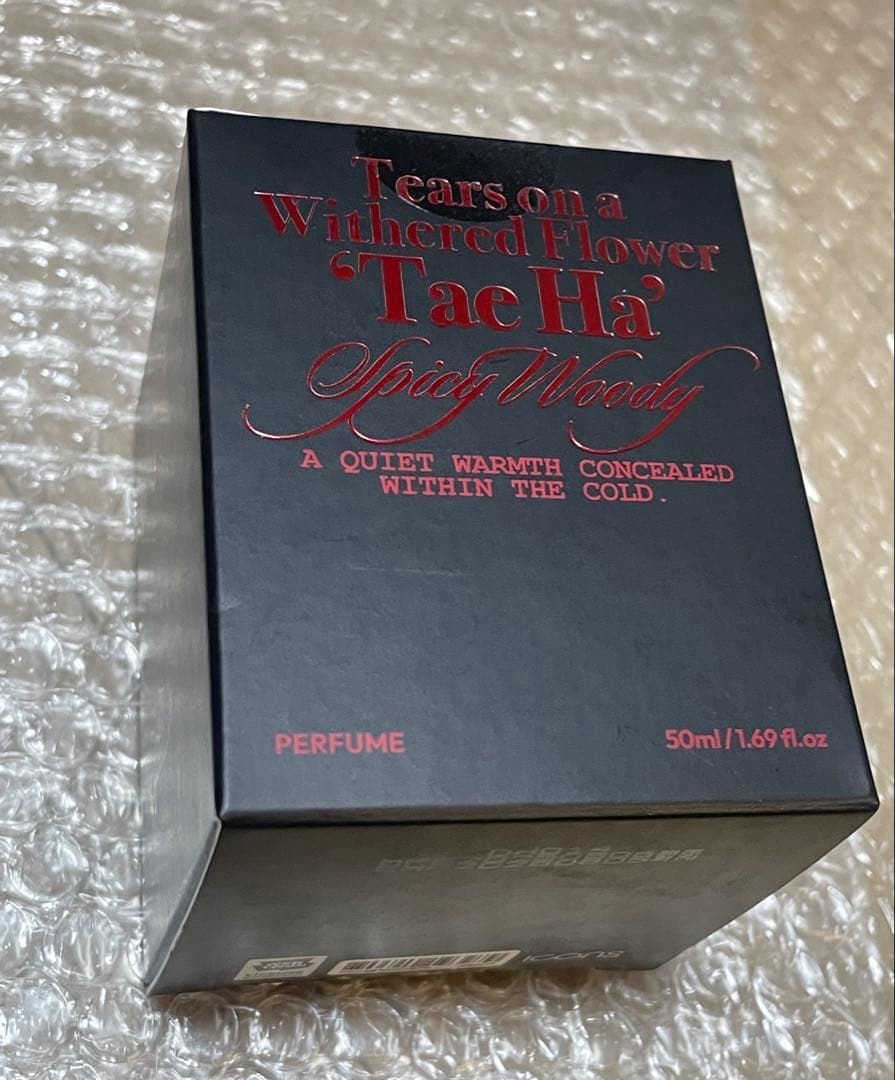 Tears on a
Withered Flower
‘Tae Ha’
Spicy Woody
A QUIET WARMTH CONCEALED
WITHIN THE COLD.
PERFUME
50ml/1.69 fl.oz
icons